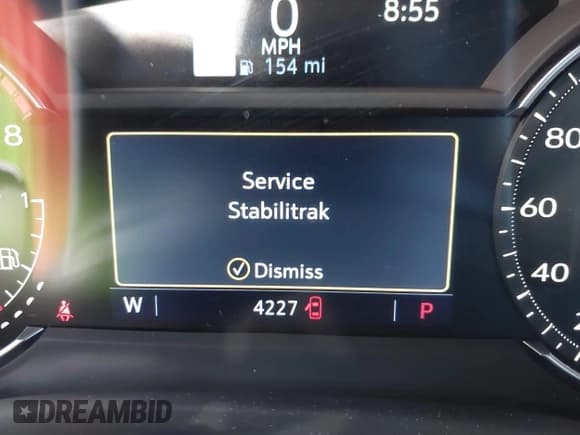 0
8:55
MPH
154 mi
8
1
Service
Stabilitrak
Dismiss
W
4227
P
80
60
40
DREAMBID